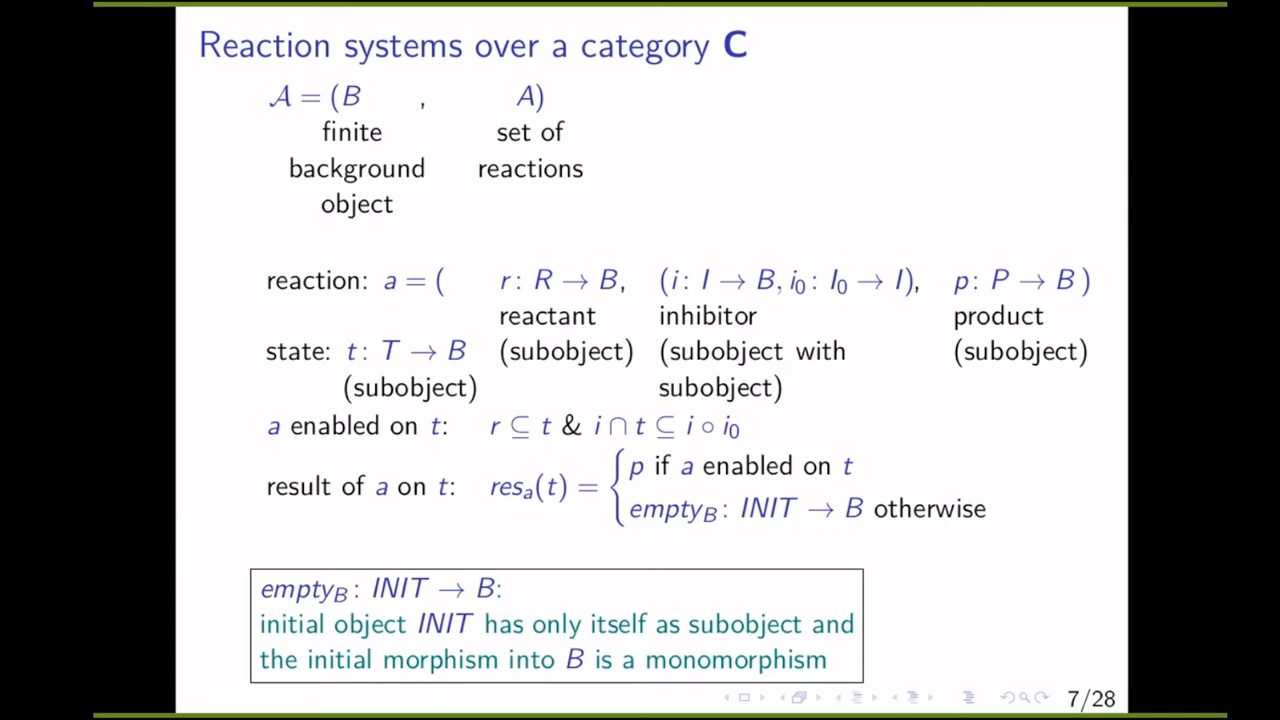 Reaction systems over a category C
𝒜 = (B , A)
finite set of
background reactions
object
reaction: a = ( r: R → B, (i: I → B, i₀: I₀ → I), p: P → B )
reactant inhibitor product
state: t: T → B (subobject) (subobject with (subobject)
(subobject) subobject)
a enabled on t: r ⊆ t & i ∩ t ⊆ i ∘ i₀
p if a enabled on t
result of a on t: resₐ(t) = {
empty_B: INIT → B otherwise
empty_B: INIT → B:
initial object INIT has only itself as subobject and
the initial morphism into B is a monomorphism
7/28